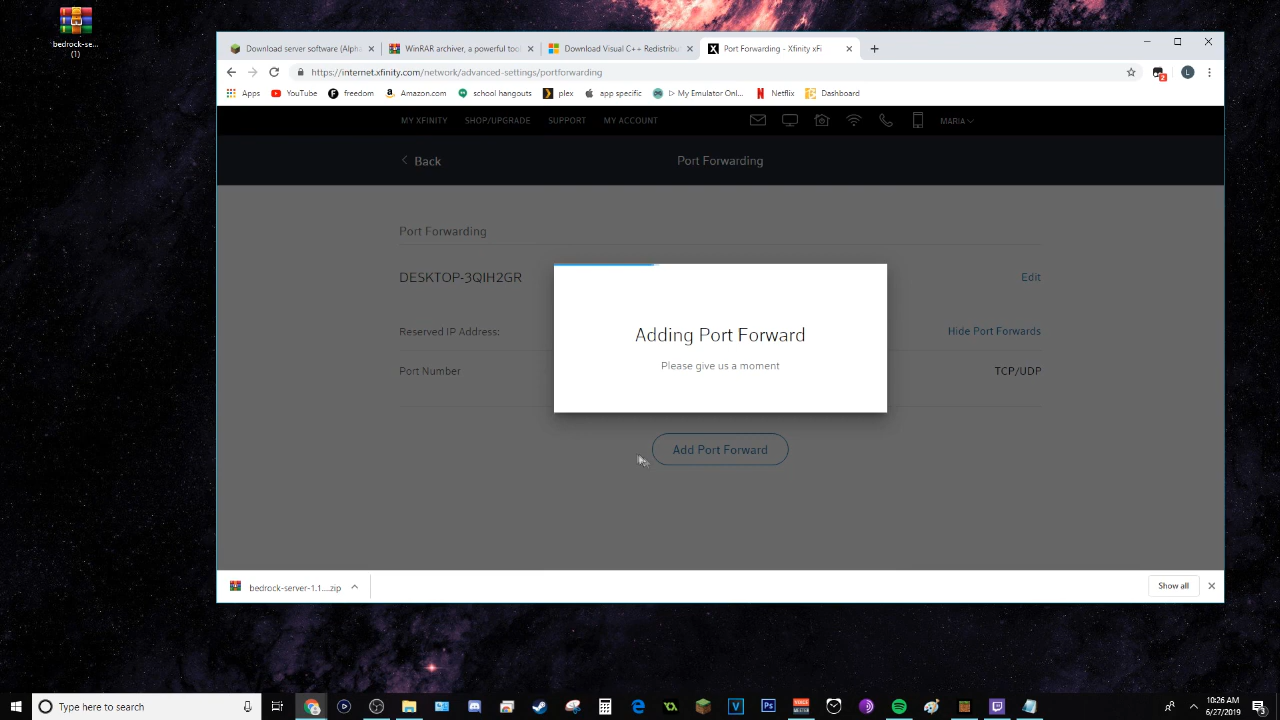 bedrock-se...
(1)
Download server software (Alpha
WinRAR archiver, a powerful tool
Download Visual C++ Redistribu
Port Forwarding - Xfinity xFi
https://internet.xfinity.com/network/advanced-settings/portforwarding
2
L
Apps
YouTube
freedom
Amazon.com
school hangouts
plex
app specific
▷ My Emulator Onl...
Netflix
Dashboard
MY XFINITY
SHOP/UPGRADE
SUPPORT
MY ACCOUNT
MARIA
Back
Port Forwarding
Port Forwarding
DESKTOP-3QIH2GR
Edit
Reserved IP Address:
Hide Port Forwards
Port Number
TCP/UDP
Adding Port Forward
Please give us a moment
Add Port Forward
bedrock-server-1.1....zip
Show all
Type here to search
10:26 AM
6/27/2019